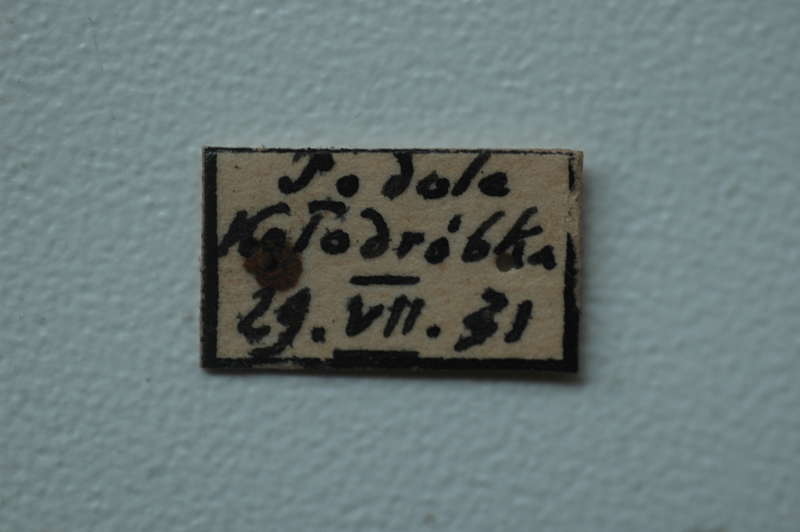 Podole
Kołodróbka
29. VII. 31